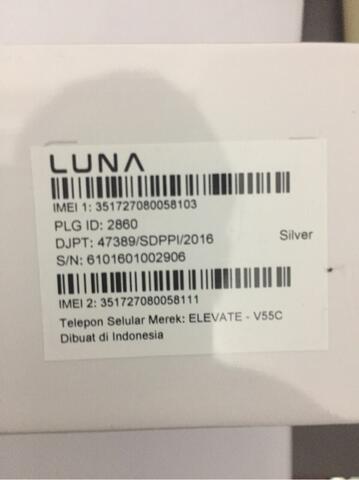 LUNA
IMEI 1: 351727080058103
PLG ID: 2860
DJPT: 47389/SDPPI/2016
Silver
S/N: 6101601002906
IMEI 2: 351727080058111
Telepon Selular Merek: ELEVATE - V55C
Dibuat di Indonesia